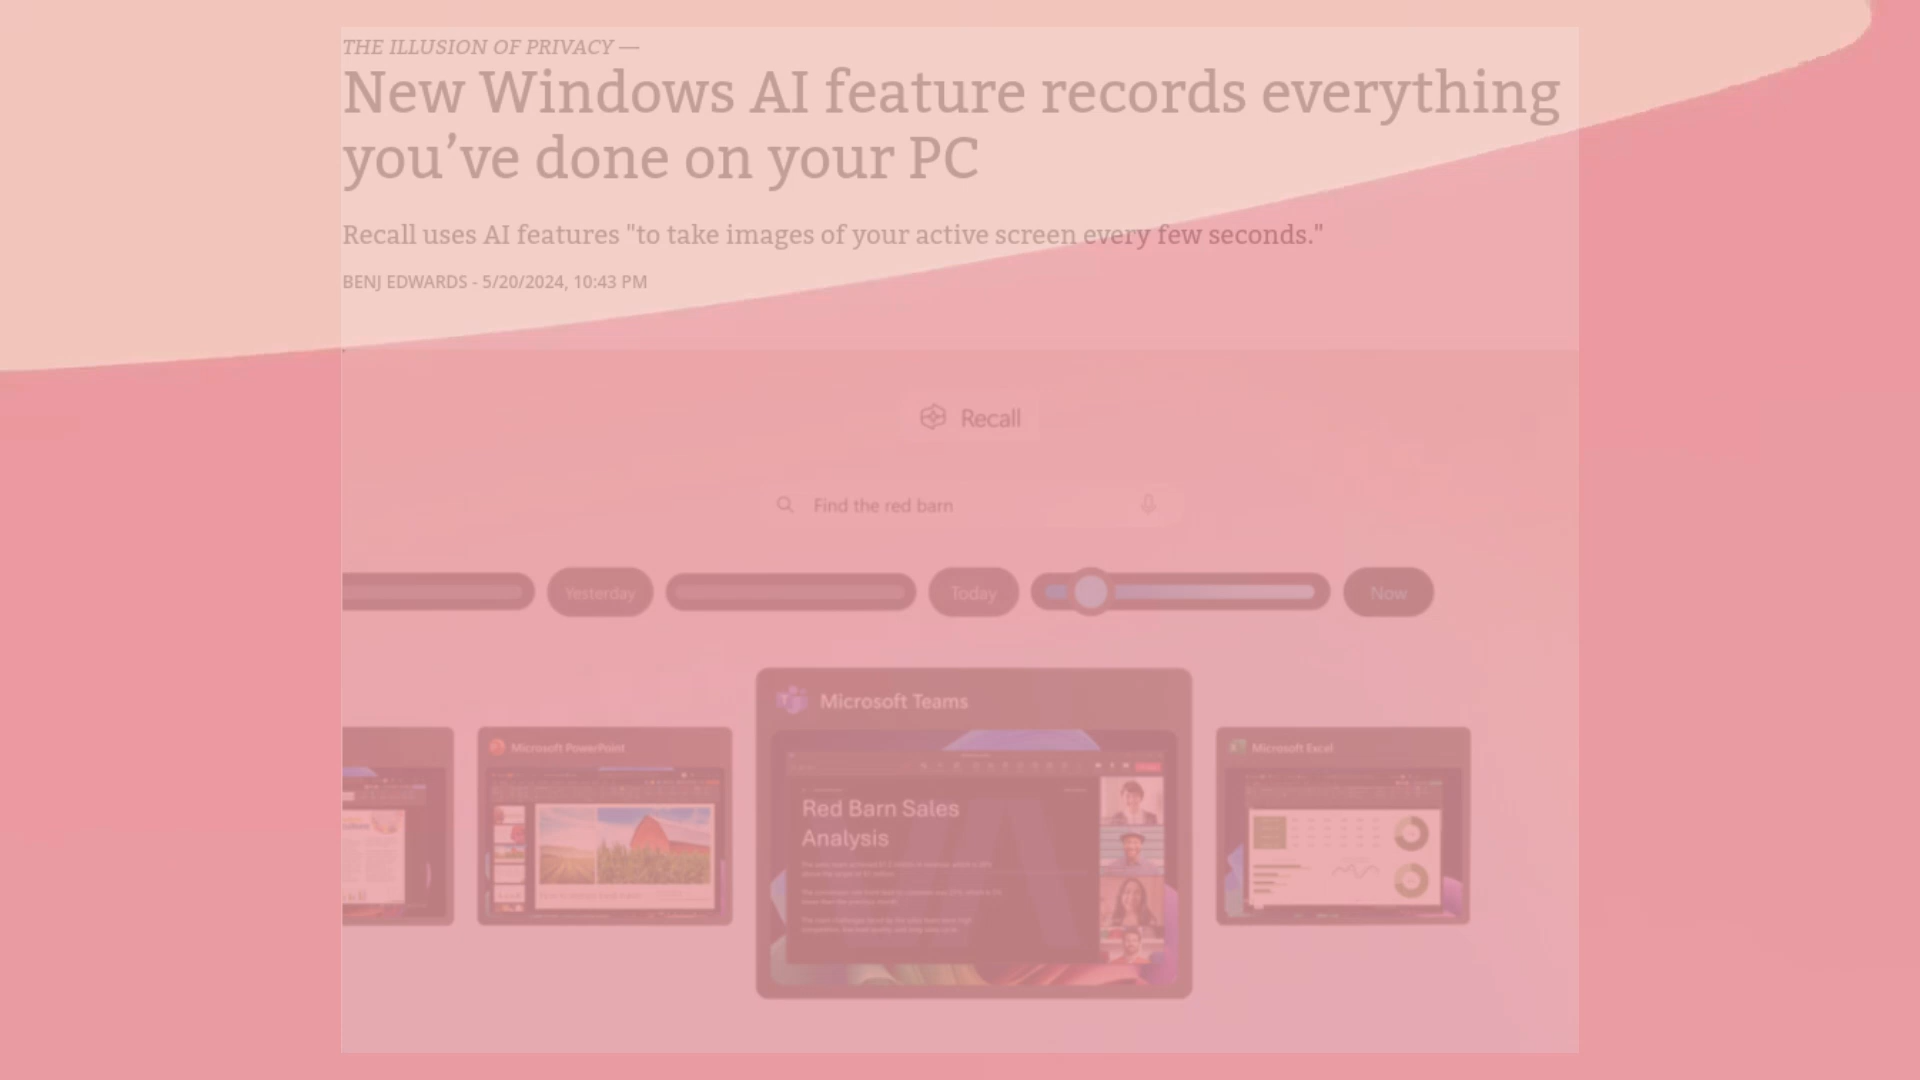 THE ILLUSION OF PRIVACY —
New Windows AI feature records everything
you’ve done on your PC
Recall uses AI features "to take images of your active screen every few seconds."
BENJ EDWARDS - 5/20/2024, 10:43 PM
Recall
Find the red barn
Yesterday
Today
Now
Microsoft Teams
Microsoft PowerPoint
Microsoft Excel
Red Barn Sales
Analysis